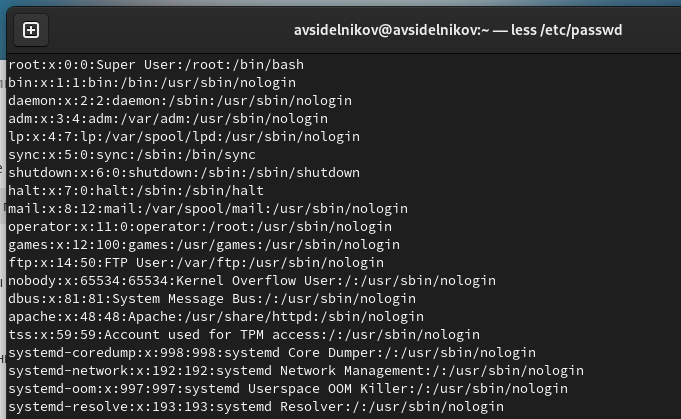 avsidelnikov@avsidelnikov:~ — less /etc/passwd
root:x:0:0:Super User:/root:/bin/bash
bin:x:1:1:bin:/bin:/usr/sbin/nologin
daemon:x:2:2:daemon:/sbin:/usr/sbin/nologin
adm:x:3:4:adm:/var/adm:/usr/sbin/nologin
lp:x:4:7:lp:/var/spool/lpd:/usr/sbin/nologin
sync:x:5:0:sync:/sbin:/bin/sync
shutdown:x:6:0:shutdown:/sbin:/sbin/shutdown
halt:x:7:0:halt:/sbin:/sbin/halt
mail:x:8:12:mail:/var/spool/mail:/usr/sbin/nologin
operator:x:11:0:operator:/root:/usr/sbin/nologin
games:x:12:100:games:/usr/games:/usr/sbin/nologin
ftp:x:14:50:FTP User:/var/ftp:/usr/sbin/nologin
nobody:x:65534:65534:Kernel Overflow User:/:/usr/sbin/nologin
dbus:x:81:81:System Message Bus:/:/usr/sbin/nologin
apache:x:48:48:Apache:/usr/share/httpd:/sbin/nologin
tss:x:59:59:Account used for TPM access:/:/usr/sbin/nologin
systemd-coredump:x:998:998:systemd Core Dumper:/:/usr/sbin/nologin
systemd-network:x:192:192:systemd Network Management:/:/usr/sbin/nologin
systemd-oom:x:997:997:systemd Userspace OOM Killer:/:/usr/sbin/nologin
systemd-resolve:x:193:193:systemd Resolver:/:/usr/sbin/nologin